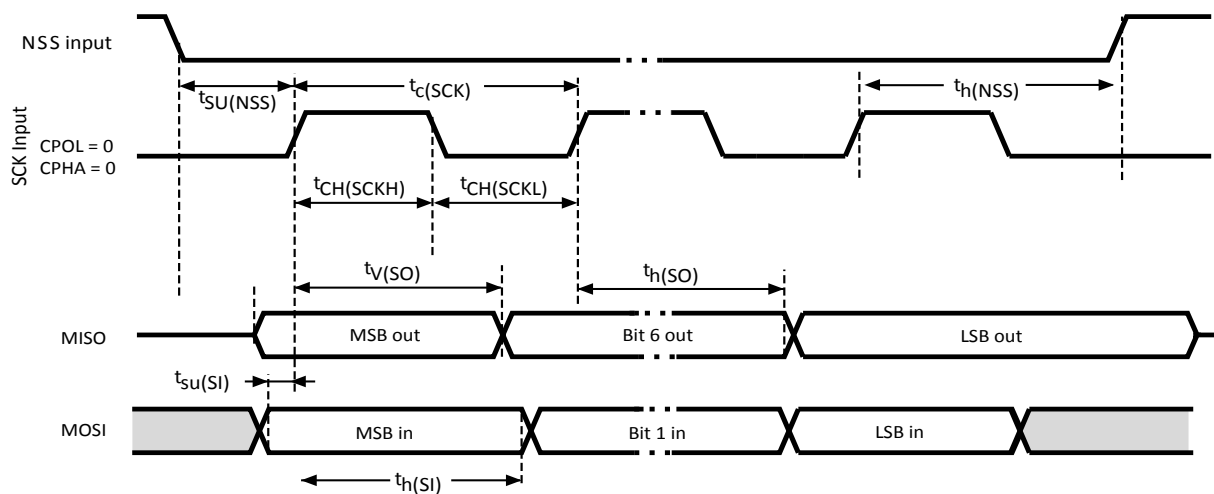 NSS input
tSU(NSS)
tc(SCK)
th(NSS)
SCK Input
CPOL = 0
CPHA = 0
tCH(SCKH)
tCH(SCKL)
tV(SO)
th(SO)
MISO
MSB out
Bit 6 out
LSB out
tsu(SI)
MOSI
MSB in
Bit 1 in
LSB in
th(SI)